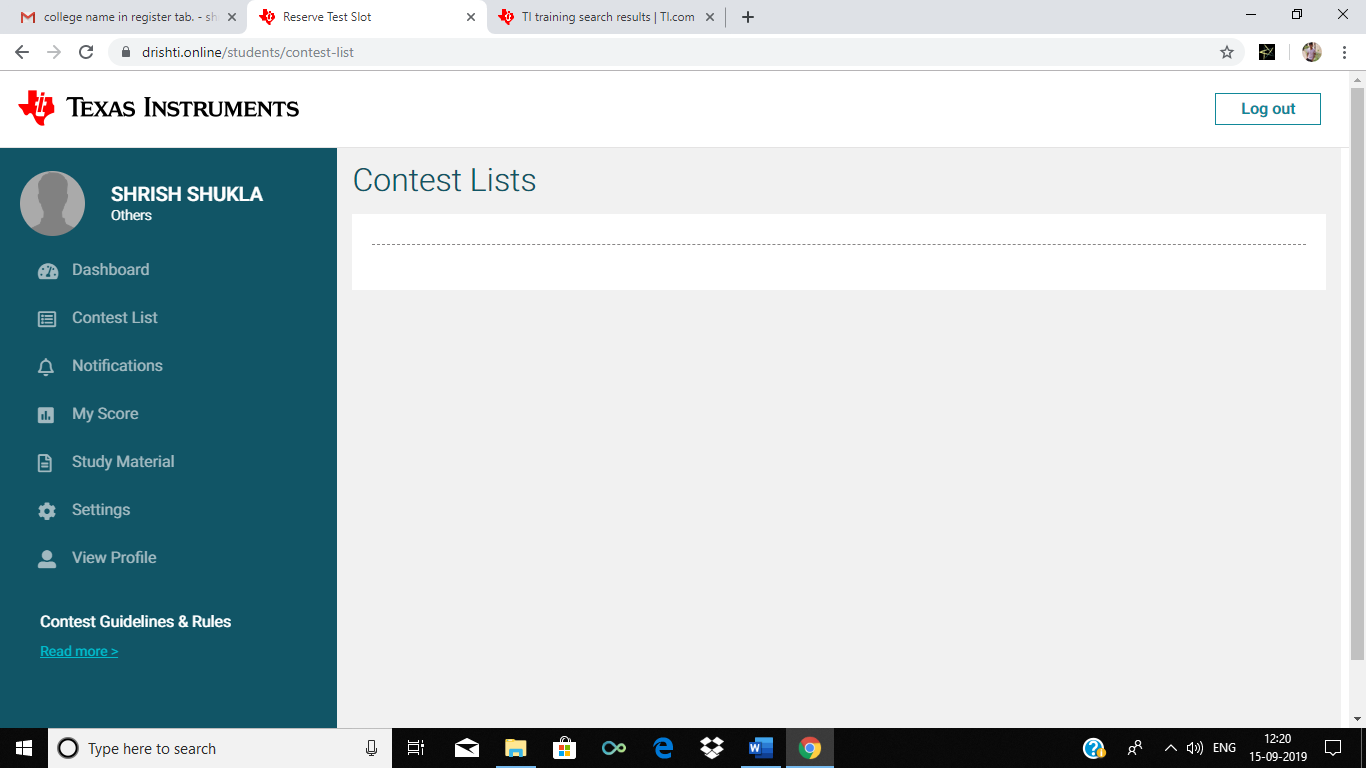 college name in register tab. - sh
Reserve Test Slot
TI training search results | TI.com
drishti.online/students/contest-list
TEXAS INSTRUMENTS
Log out
SHRISH SHUKLA
Others
Dashboard
Contest List
Notifications
My Score
Study Material
Settings
View Profile
Contest Guidelines & Rules
Read more >
Contest Lists
Type here to search
ENG
12:20
15-09-2019